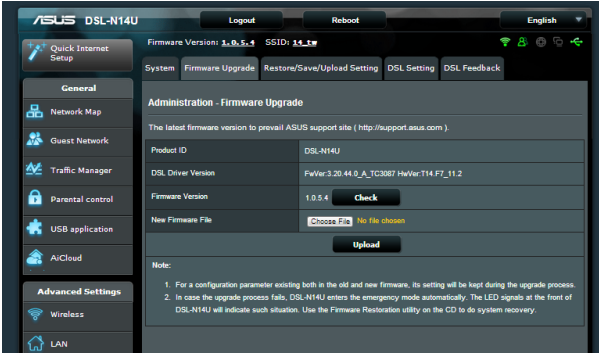 ASUS DSL-N14U Logout Reboot English
Quick Internet Setup
Firmware Version: 1.0.5.4 SSID: 14_tw
System Firmware Upgrade Restore/Save/Upload Setting DSL Setting DSL Feedback
General
Network Map
Guest Network
Traffic Manager
Parental control
USB application
AiCloud
Advanced Settings
Wireless
LAN
Administration - Firmware Upgrade
The latest firmware version to prevail ASUS support site ( http://support.asus.com ).
Product ID DSL-N14U
DSL Driver Version FwVer:3.20.44.0_A_TC3087 HwVer:T14.F7_11.2
Firmware Version 1.0.5.4 Check
New Firmware File Choose File No file chosen
Upload
Note:
1. For a configuration parameter existing both in the old and new firmware, its setting will be kept during the upgrade process.
2. In case the upgrade process fails, DSL-N14U enters the emergency mode automatically. The LED signals at the front of
DSL-N14U will indicate such situation. Use the Firmware Restoration utility on the CD to do system recovery.